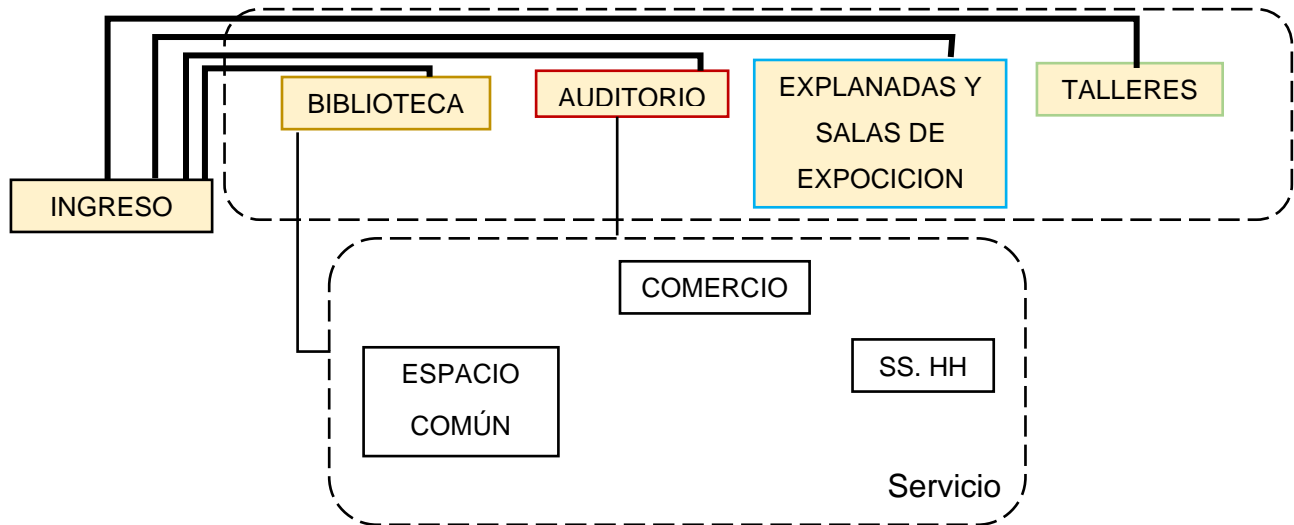 BIBLIOTECA
AUDITORIO
EXPLANADAS Y
SALAS DE
EXPOCICION
TALLERES
INGRESO
COMERCIO
ESPACIO
COMÚN
SS. HH
Servicio